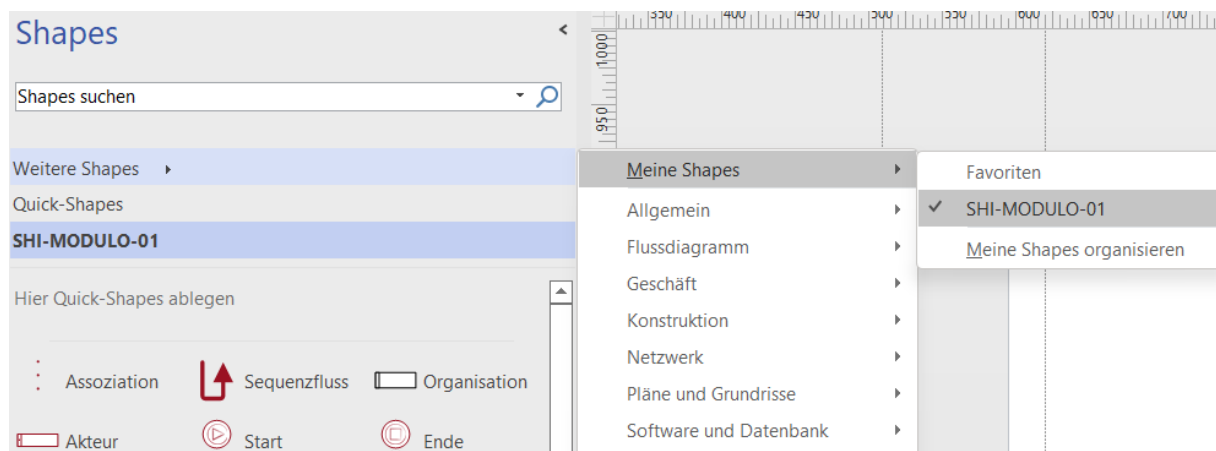 Shapes
Shapes suchen
Weitere Shapes
Quick-Shapes
SHI-MODULO-01
Hier Quick-Shapes ablegen
Assoziation Sequenzfluss Organisation
Akteur Start Ende
350 400 450 500 550 600 650 700
1000
950
Meine Shapes
Allgemein
Flussdiagramm
Geschäft
Konstruktion
Netzwerk
Pläne und Grundrisse
Software und Datenbank
Favoriten
SHI-MODULO-01
Meine Shapes organisieren